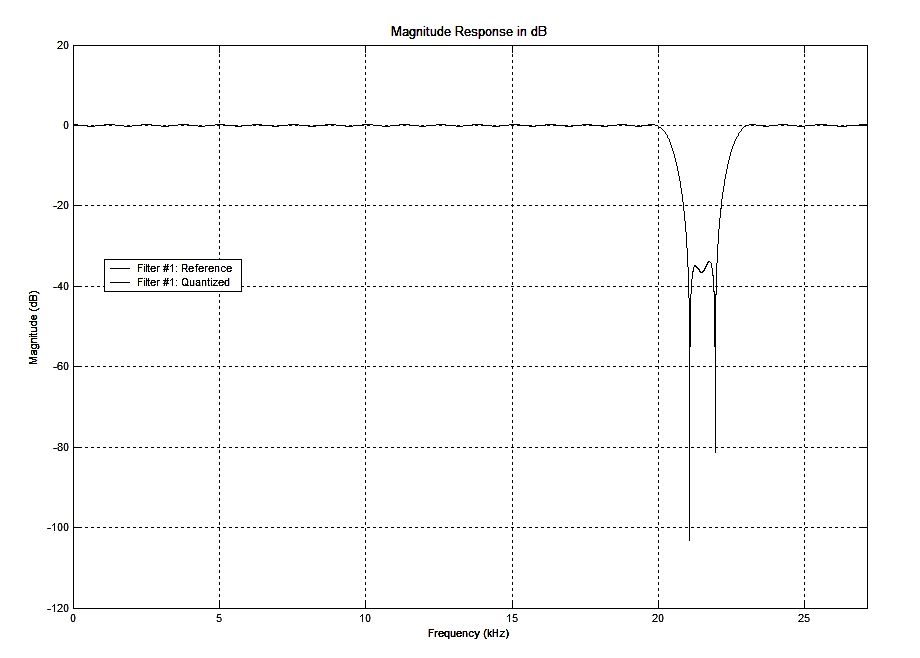 Magnitude Response in dB
20
0
-20
-40
-60
-80
-100
-120
Magnitude (dB)
Filter #1: Reference
Filter #1: Quantized
0 5 10 15 20 25
Frequency (kHz)